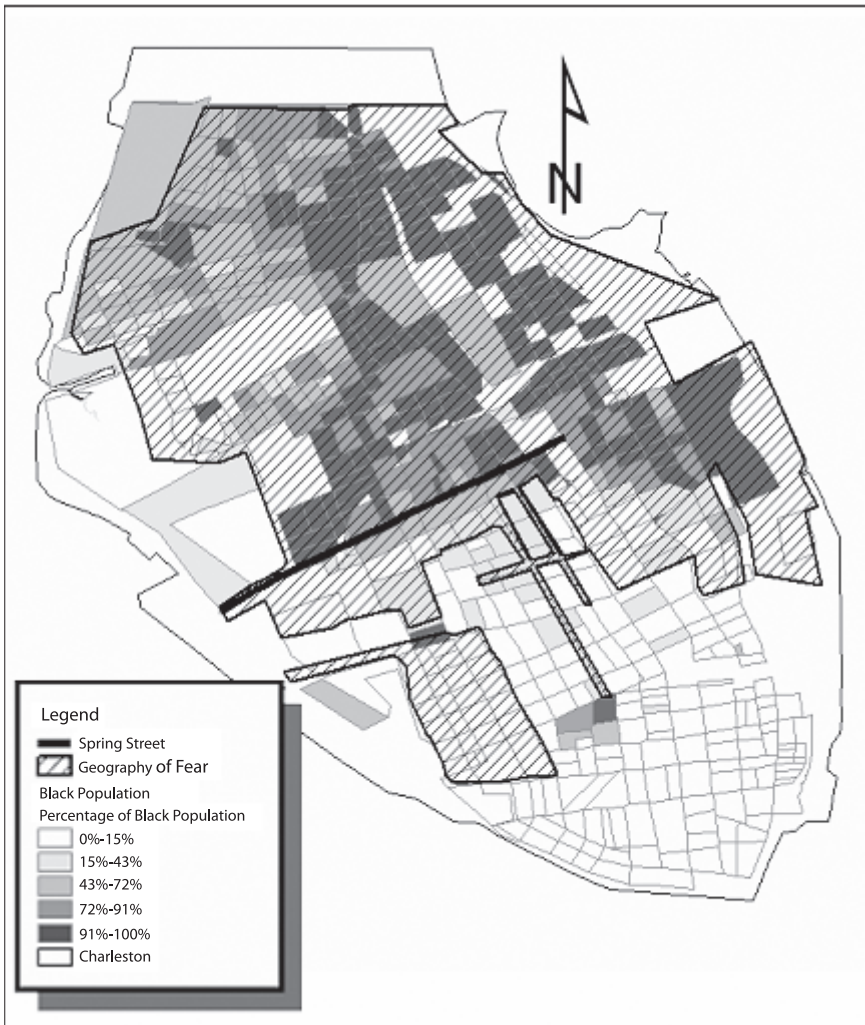 N
Legend
Spring Street
Geography of Fear
Black Population
Percentage of Black Population
0%-15%
15%-43%
43%-72%
72%-91%
91%-100%
Charleston